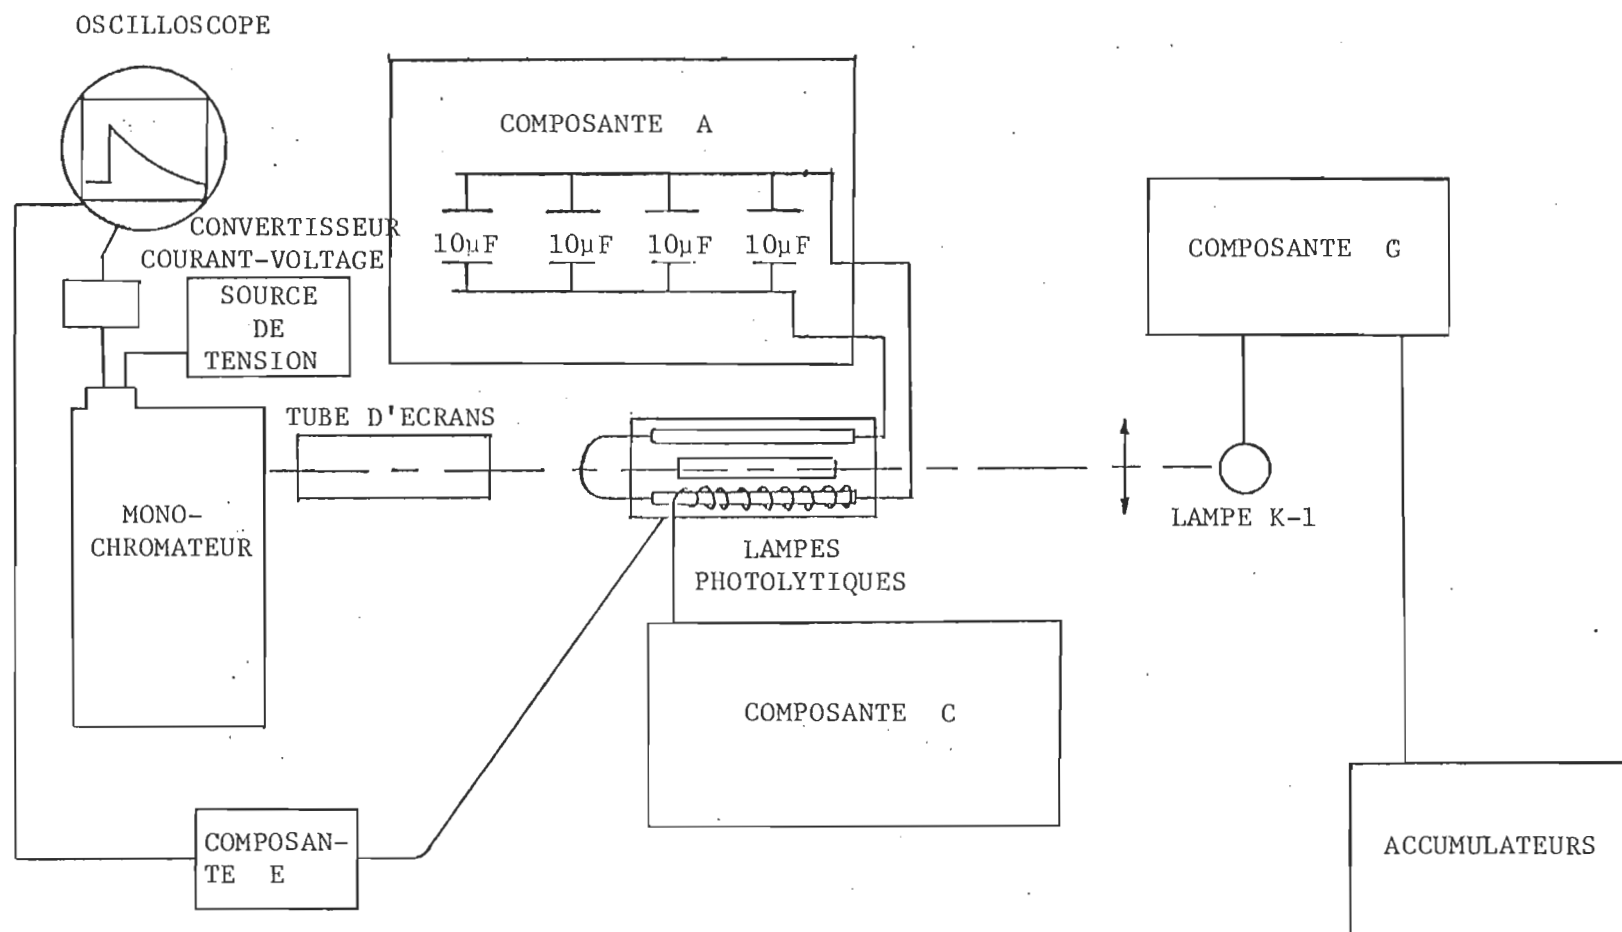 OSCILLOSCOPE
COMPOSANTE A
10µF 10µF 10µF 10µF
CONVERTISSEUR
COURANT-VOLTAGE
SOURCE
DE
TENSION
COMPOSANTE G
TUBE D'ECRANS
MONO-
CHROMATEUR
LAMPE K-1
LAMPES
PHOTOLYTIQUES
COMPOSANTE C
COMPOSAN-
TE E
ACCUMULATEURS